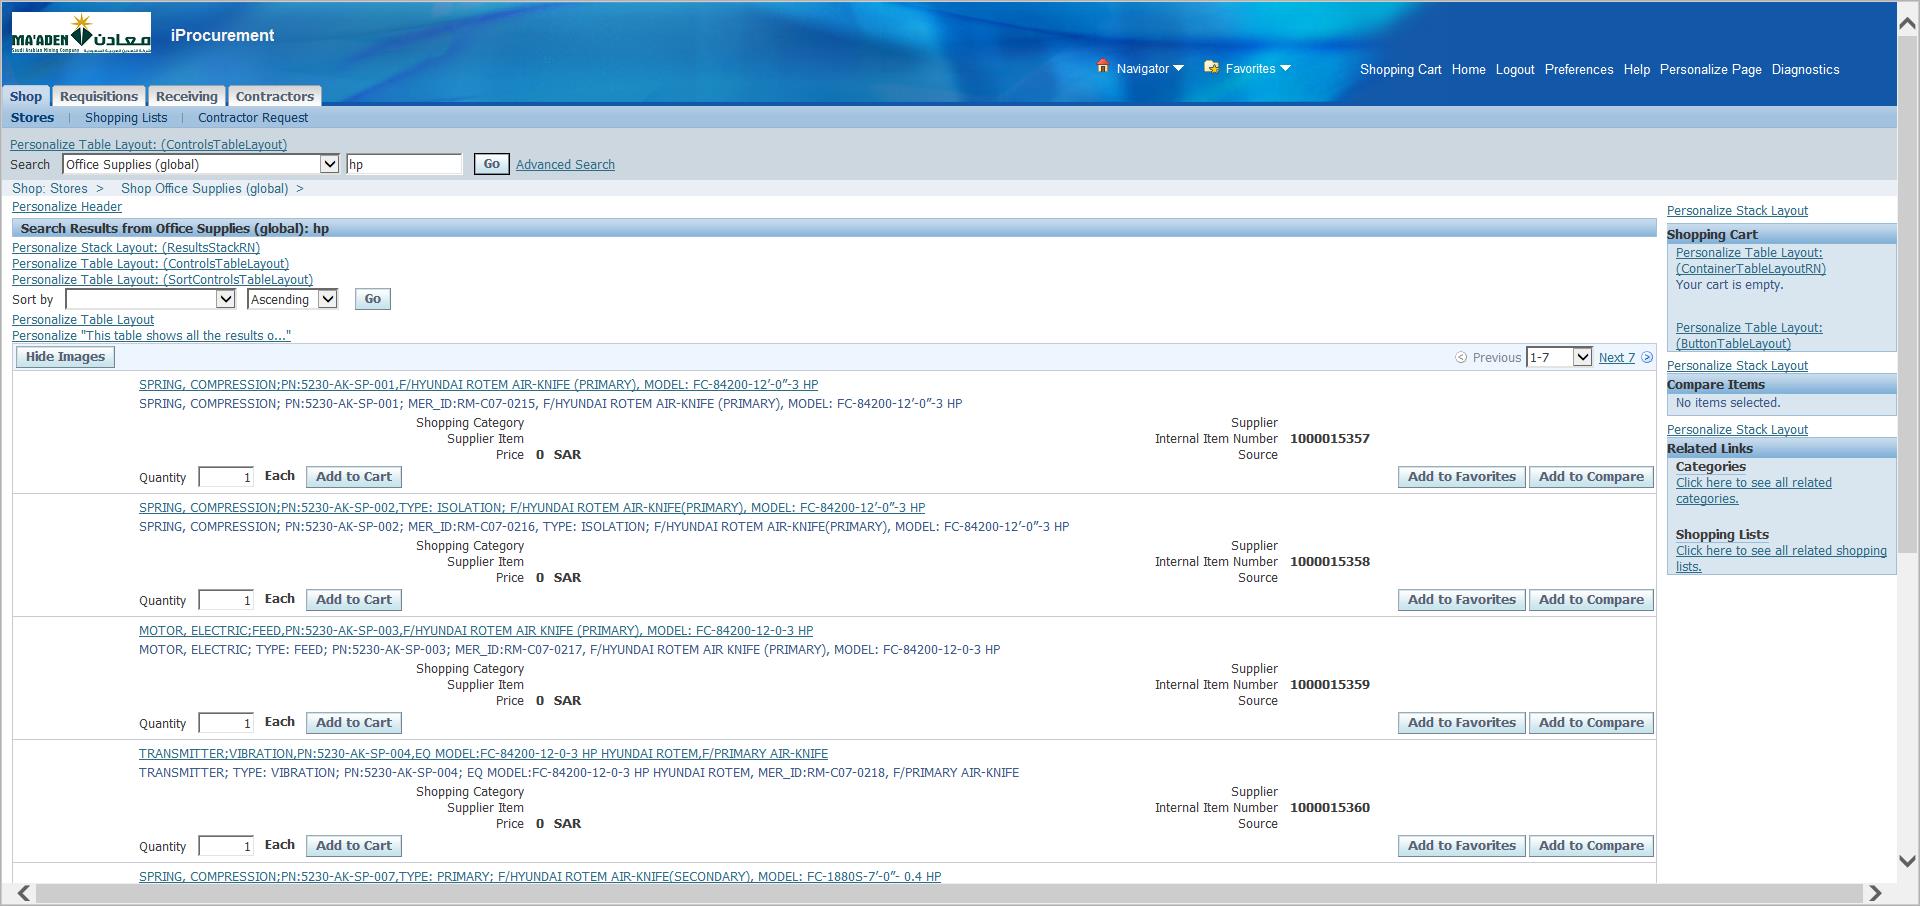 MA'ADEN معادن
Saudi Arabian Mining Company
iProcurement
Navigator
Favorites
Shopping Cart Home Logout Preferences Help Personalize Page Diagnostics
Shop Requisitions Receiving Contractors
Stores | Shopping Lists | Contractor Request
Personalize Table Layout: (ControlsTableLayout)
Search Office Supplies (global) hp Go Advanced Search
Shop: Stores > Shop Office Supplies (global) >
Personalize Header
Search Results from Office Supplies (global): hp
Personalize Stack Layout: (ResultsStackRN)
Personalize Table Layout: (ControlsTableLayout)
Personalize Table Layout: (SortControlsTableLayout)
Sort by Ascending Go
Personalize Table Layout
Personalize "This table shows all the results o..."
Hide Images Previous 1-7 Next 7
SPRING, COMPRESSION;PN:5230-AK-SP-001,F/HYUNDAI ROTEM AIR-KNIFE (PRIMARY), MODEL: FC-84200-12’-0”-3 HP
SPRING, COMPRESSION; PN:5230-AK-SP-001; MER_ID:RM-C07-0215, F/HYUNDAI ROTEM AIR-KNIFE (PRIMARY), MODEL: FC-84200-12’-0”-3 HP
Shopping Category Supplier
Supplier Item Internal Item Number 1000015357
Price 0 SAR Source
Quantity 1 Each Add to Cart Add to Favorites Add to Compare
SPRING, COMPRESSION;PN:5230-AK-SP-002,TYPE: ISOLATION; F/HYUNDAI ROTEM AIR-KNIFE(PRIMARY), MODEL: FC-84200-12’-0”-3 HP
SPRING, COMPRESSION; PN:5230-AK-SP-002; MER_ID:RM-C07-0216, TYPE: ISOLATION; F/HYUNDAI ROTEM AIR-KNIFE(PRIMARY), MODEL: FC-84200-12’-0”-3 HP
Shopping Category Supplier
Supplier Item Internal Item Number 1000015358
Price 0 SAR Source
Quantity 1 Each Add to Cart Add to Favorites Add to Compare
MOTOR, ELECTRIC;FEED,PN:5230-AK-SP-003,F/HYUNDAI ROTEM AIR KNIFE (PRIMARY), MODEL: FC-84200-12-0-3 HP
MOTOR, ELECTRIC; TYPE: FEED; PN:5230-AK-SP-003; MER_ID:RM-C07-0217, F/HYUNDAI ROTEM AIR KNIFE (PRIMARY), MODEL: FC-84200-12-0-3 HP
Shopping Category Supplier
Supplier Item Internal Item Number 1000015359
Price 0 SAR Source
Quantity 1 Each Add to Cart Add to Favorites Add to Compare
TRANSMITTER;VIBRATION,PN:5230-AK-SP-004,EQ MODEL:FC-84200-12-0-3 HP HYUNDAI ROTEM,F/PRIMARY AIR-KNIFE
TRANSMITTER; TYPE: VIBRATION; PN:5230-AK-SP-004; EQ MODEL:FC-84200-12-0-3 HP HYUNDAI ROTEM, MER_ID:RM-C07-0218, F/PRIMARY AIR-KNIFE
Shopping Category Supplier
Supplier Item Internal Item Number 1000015360
Price 0 SAR Source
Quantity 1 Each Add to Cart Add to Favorites Add to Compare
SPRING, COMPRESSION;PN:5230-AK-SP-007,TYPE: PRIMARY; F/HYUNDAI ROTEM AIR-KNIFE(SECONDARY), MODEL: FC-1880S-7’-0”- 0.4 HP
Personalize Stack Layout
Shopping Cart
Personalize Table Layout:
(ContainerTableLayoutRN)
Your cart is empty.
Personalize Table Layout:
(ButtonTableLayout)
Personalize Stack Layout
Compare Items
No items selected.
Personalize Stack Layout
Related Links
Categories
Click here to see all related
categories.
Shopping Lists
Click here to see all related shopping
lists.